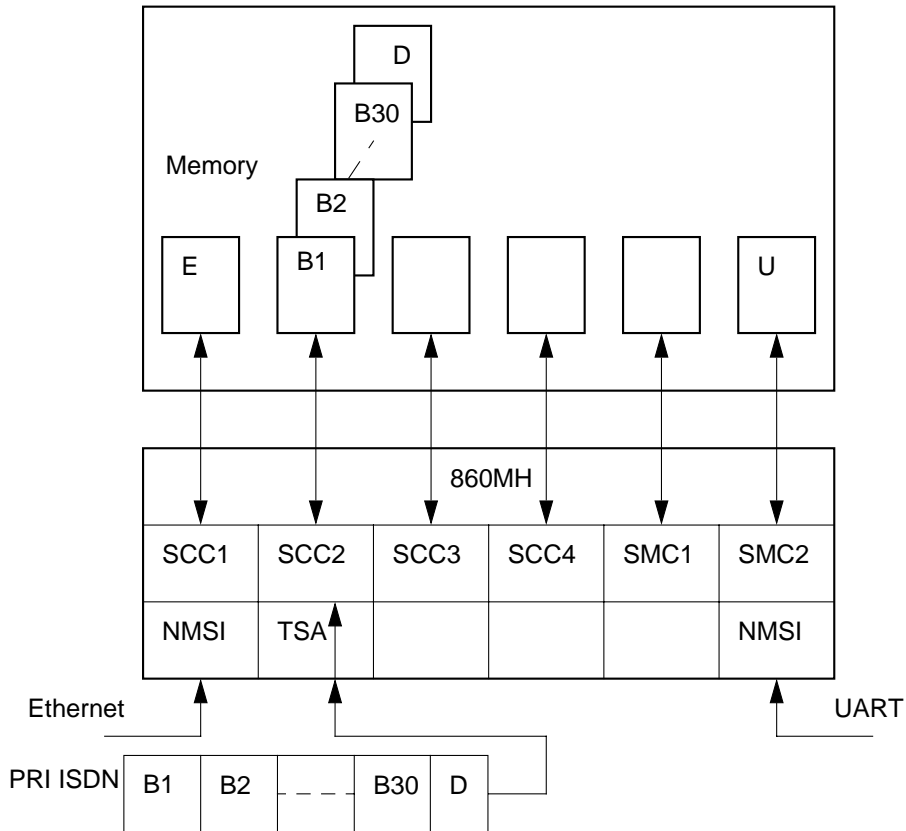 D
B30
Memory
B2
E
B1
U
860MH
SCC1 SCC2 SCC3 SCC4 SMC1 SMC2
NMSI TSA NMSI
Ethernet UART
PRI ISDN B1 B2 B30 D